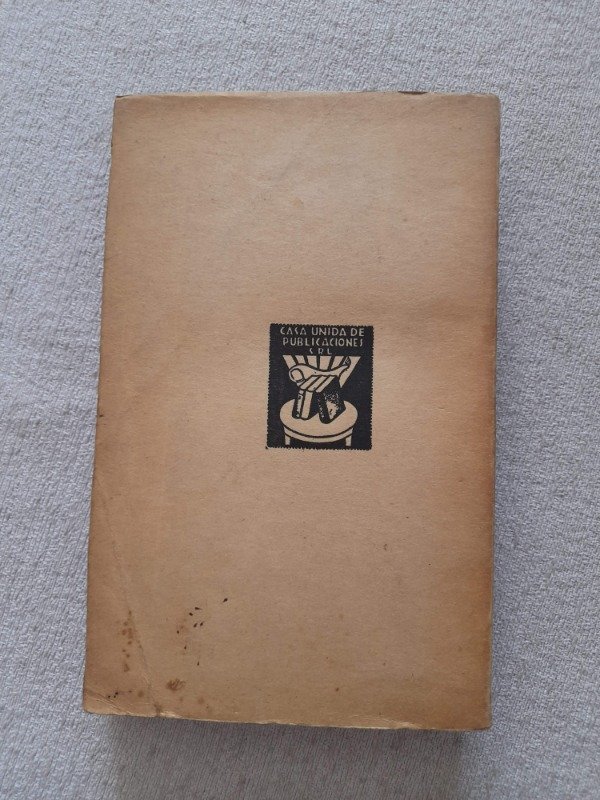 CASA UNIDA DE
PUBLICACIONES
S.R.L.